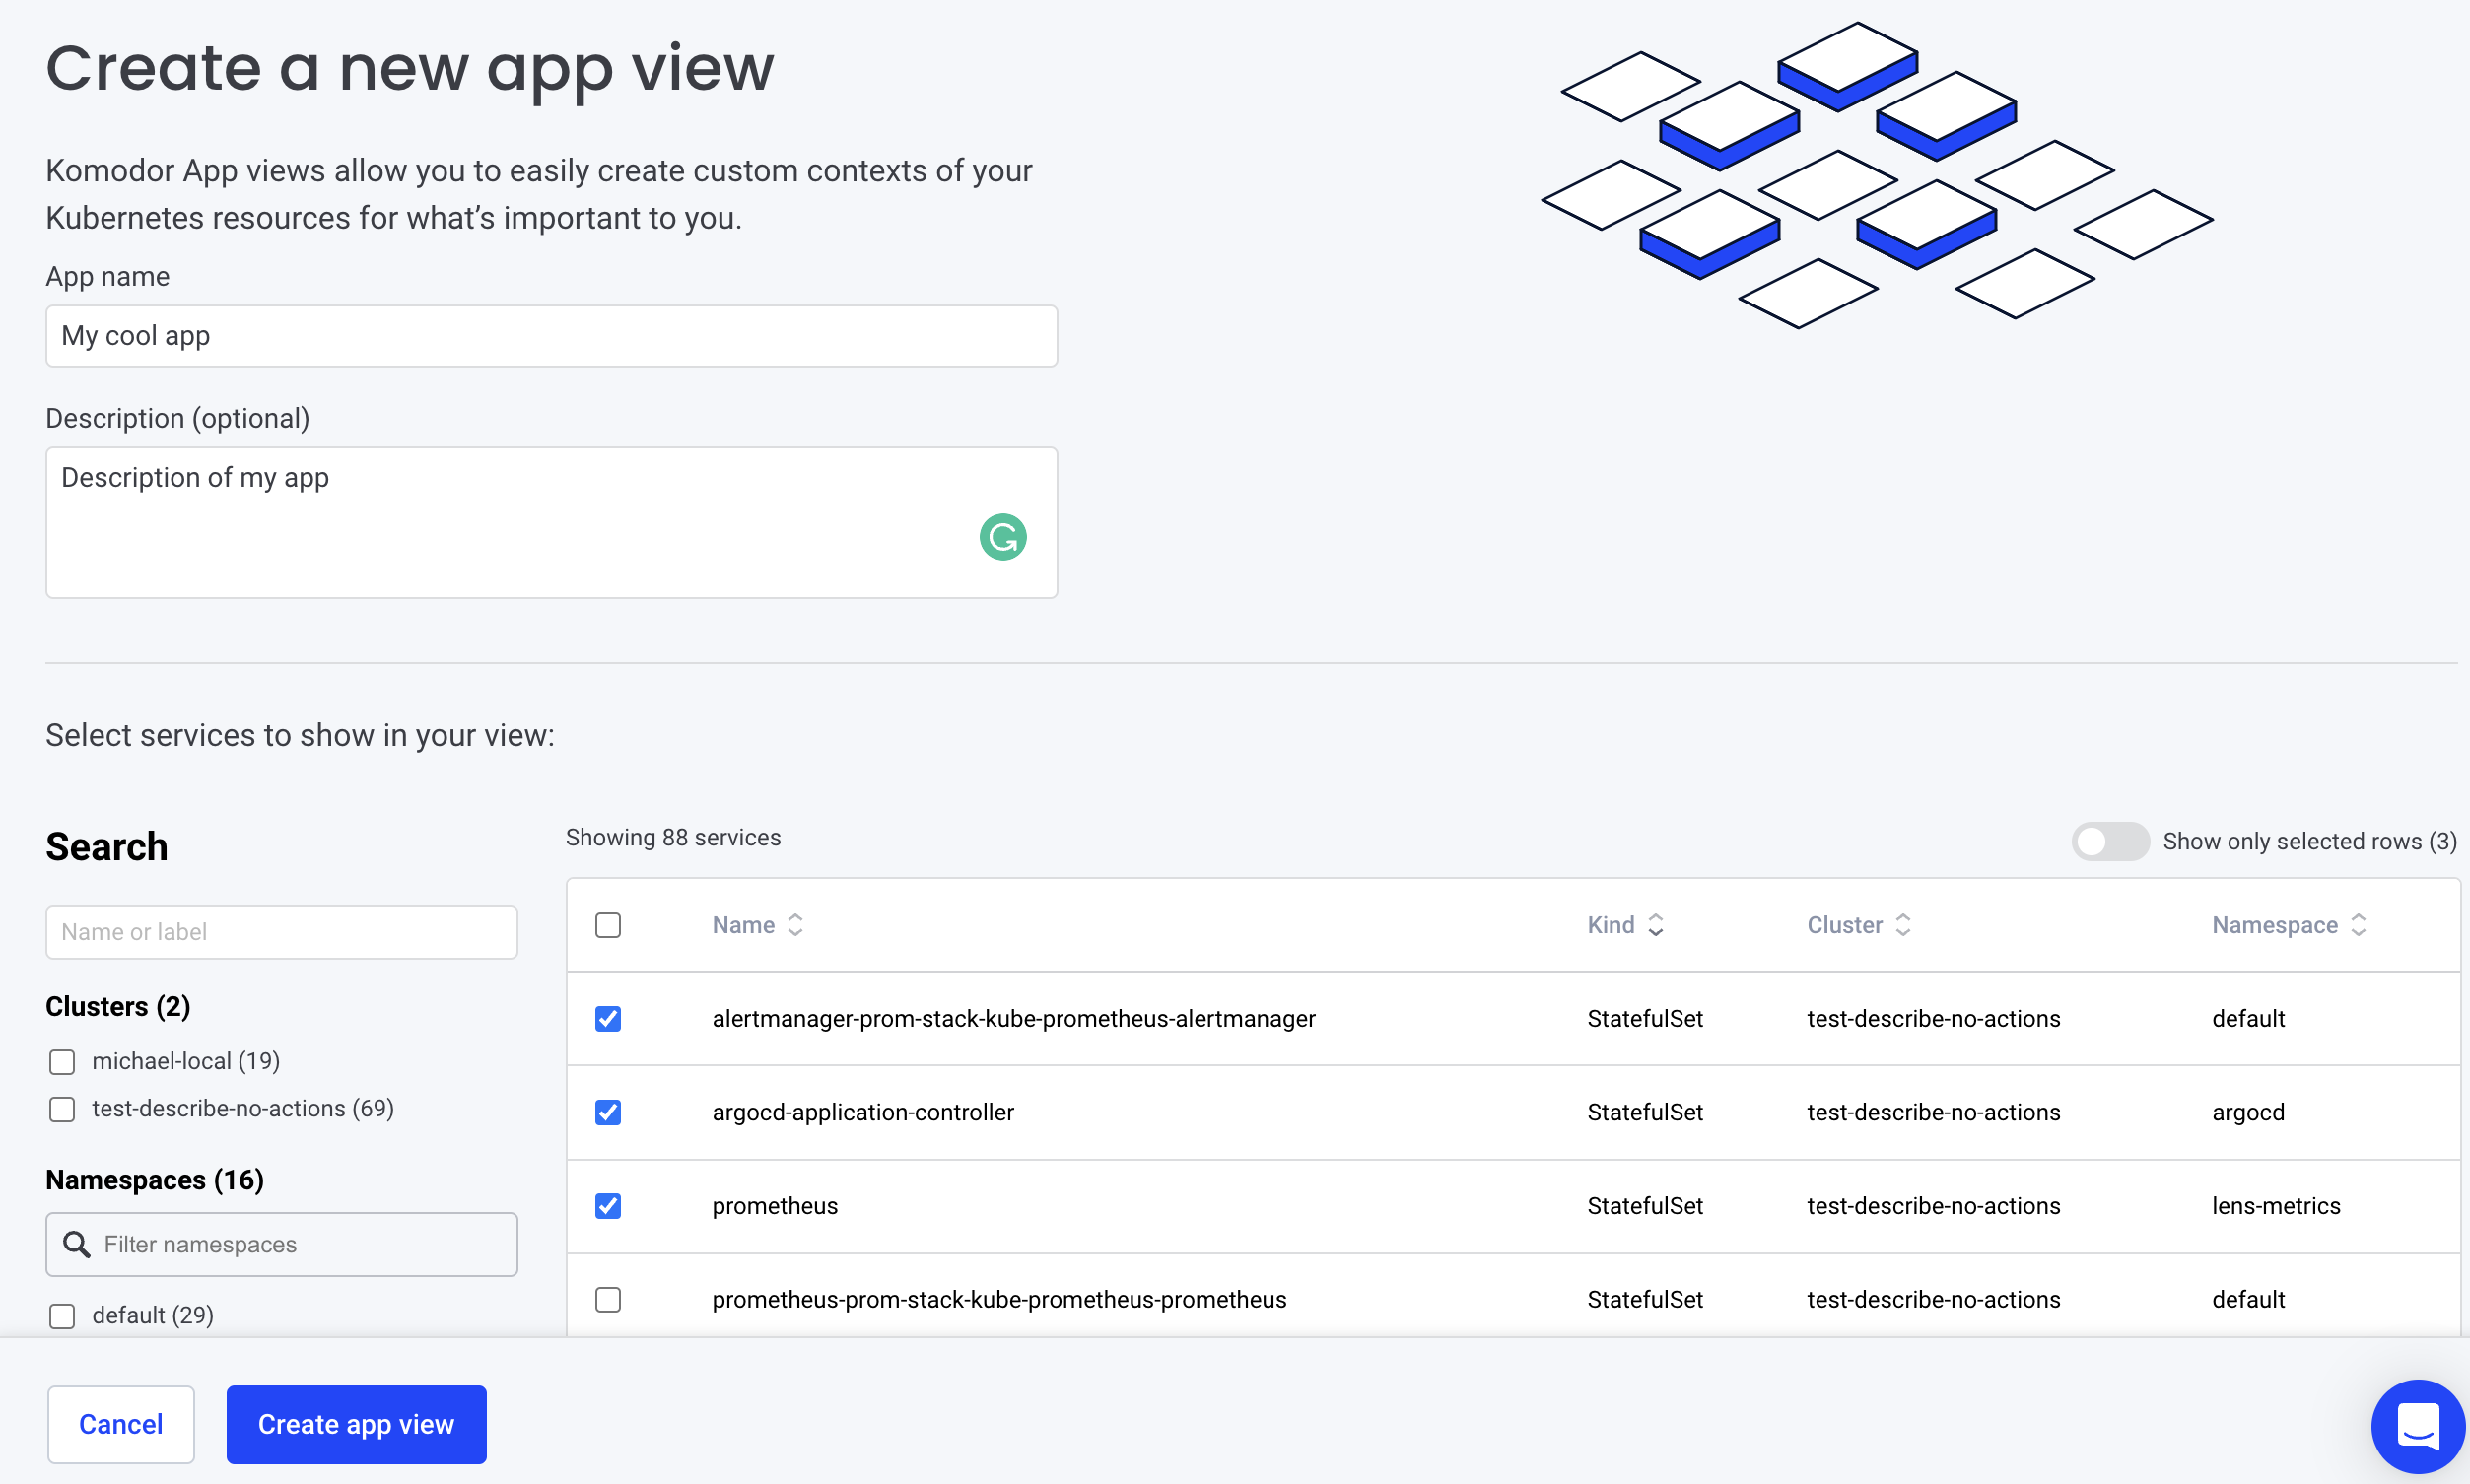 Create a new app view
Komodor App views allow you to easily create custom contexts of your
Kubernetes resources for what’s important to you.
App name
My cool app
Description (optional)
Description of my app
Select services to show in your view:
Search
Name or label
Clusters (2)
michael-local (19)
test-describe-no-actions (69)
Namespaces (16)
Filter namespaces
default (29)
Showing 88 services
Show only selected rows (3)
Name Kind Cluster Namespace
alertmanager-prom-stack-kube-prometheus-alertmanager StatefulSet test-describe-no-actions default
argocd-application-controller StatefulSet test-describe-no-actions argocd
prometheus StatefulSet test-describe-no-actions lens-metrics
prometheus-prom-stack-kube-prometheus-prometheus StatefulSet test-describe-no-actions default
Cancel
Create app view